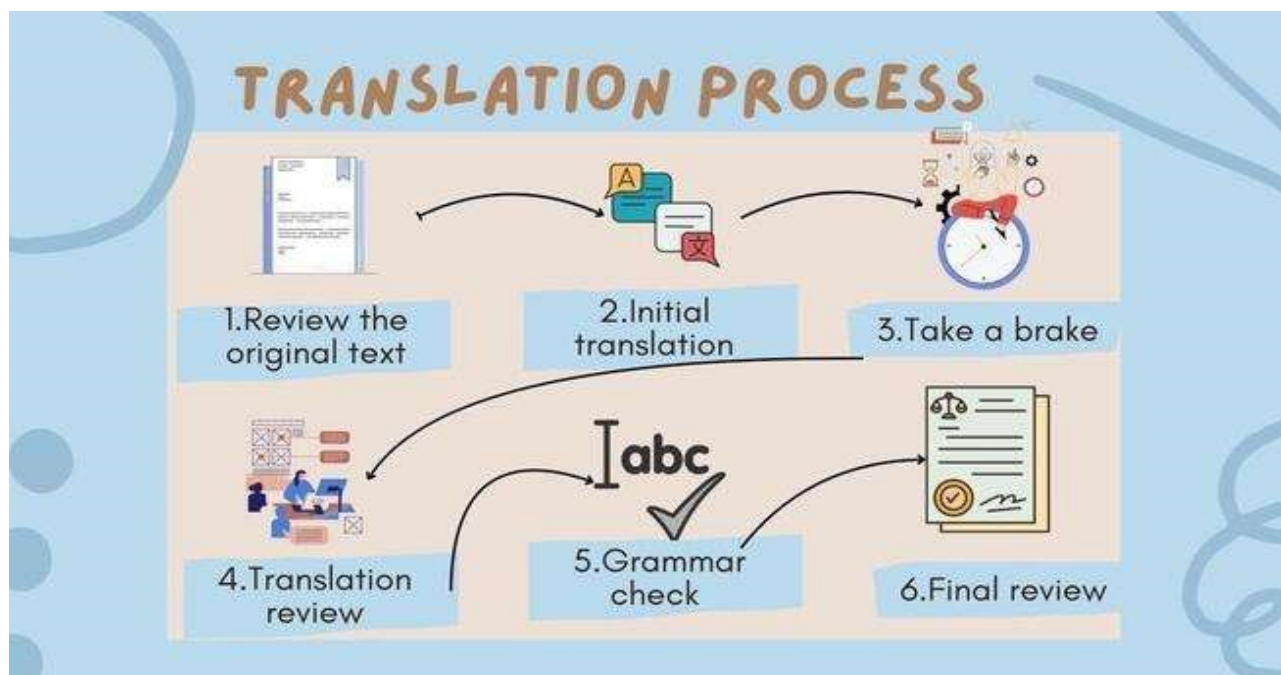 TRANSLATION PROCESS
A
文
1.Review the
original text
2.Initial
translation
3.Take a brake
abc
4.Translation
review
5.Grammar
check
6.Final review